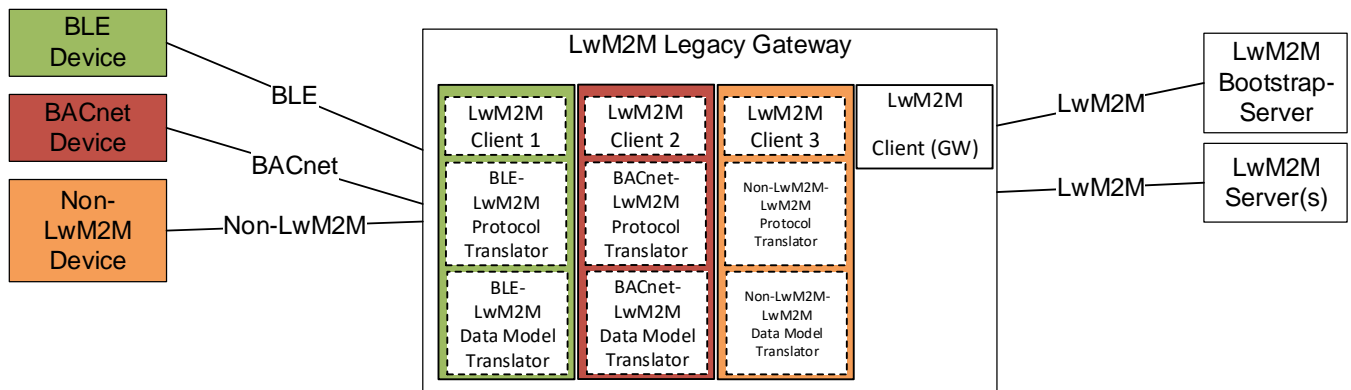 BLE
Device
BACnet
Device
Non-
LwM2M
Device
BLE
BACnet
Non-LwM2M
LwM2M Legacy Gateway
LwM2M
Client 1
BLE-
LwM2M
Protocol
Translator
BLE-
LwM2M
Data Model
Translator
LwM2M
Client 2
BACnet-
LwM2M
Protocol
Translator
BACnet-
LwM2M
Data Model
Translator
LwM2M
Client 3
Non-LwM2M-
LwM2M
Protocol
Translator
Non-LwM2M-
LwM2M
Data Model
Translator
LwM2M
Client (GW)
LwM2M
LwM2M
LwM2M
Bootstrap-
Server
LwM2M
Server(s)